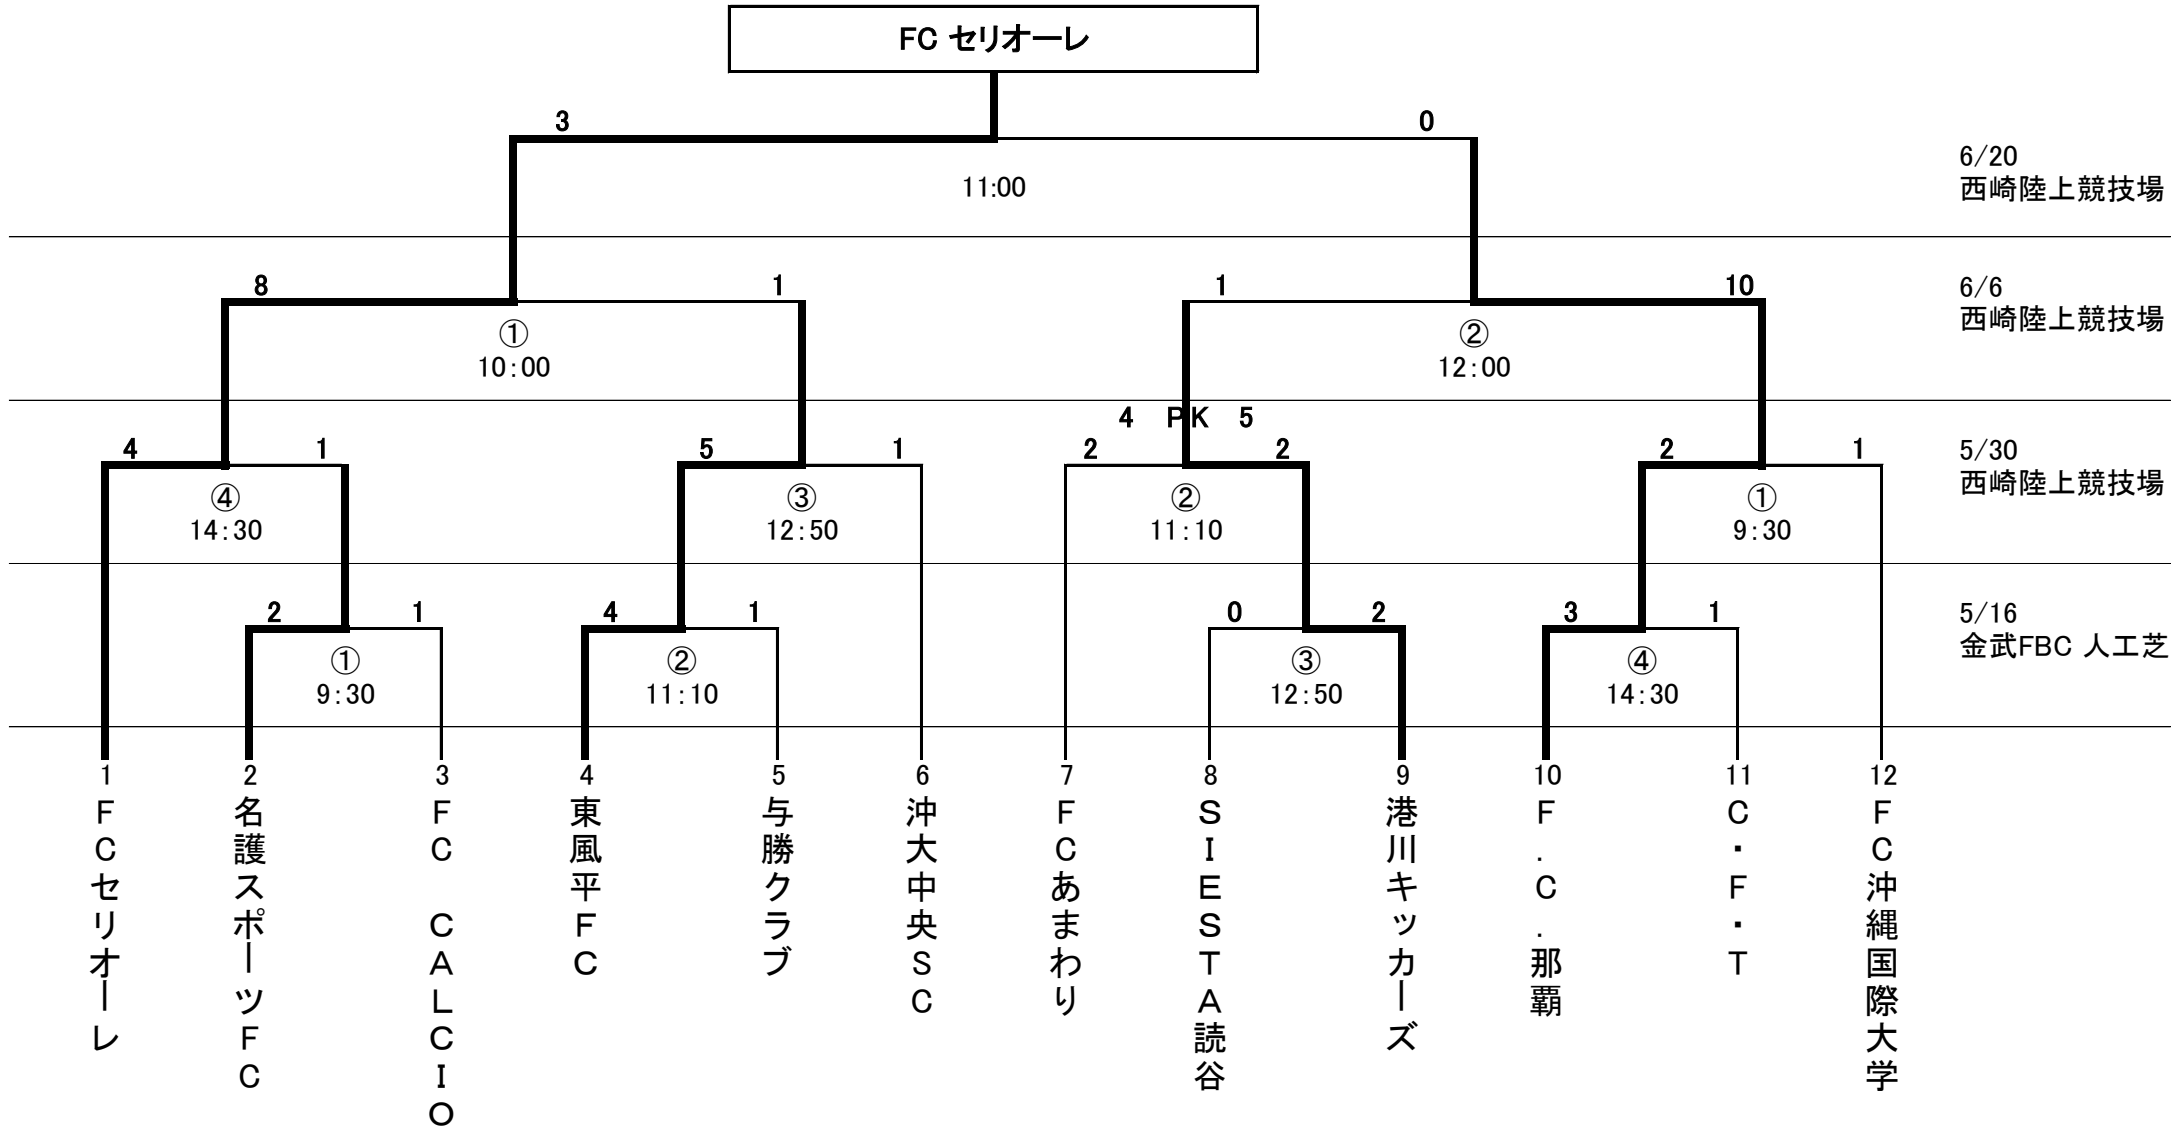 FC セリオーレ
3 0
11:00
6/20
西崎陸上競技場
8 1 1 10
6/6
西崎陸上競技場
① ②
10:00 12:00
4 PK 5
4 1 5 1 2 2 2 1
5/30
西崎陸上競技場
④ ③ ② ①
14:30 12:50 11:10 9:30
2 1 4 1 0 2 3 1
5/16
金武FBC 人工芝
① ② ③ ④
9:30 11:10 12:50 14:30
1 2 3 4 5 6 7 8 9 10 11 12
FCセリオーレ
名護スポーツFC
FC CALCIO
東風平FC
与勝クラブ
沖大中央SC
FCあまわり
SIESTA読谷
港川キッカーズ
F.C.那覇
C・F・T
FC沖縄国際大学